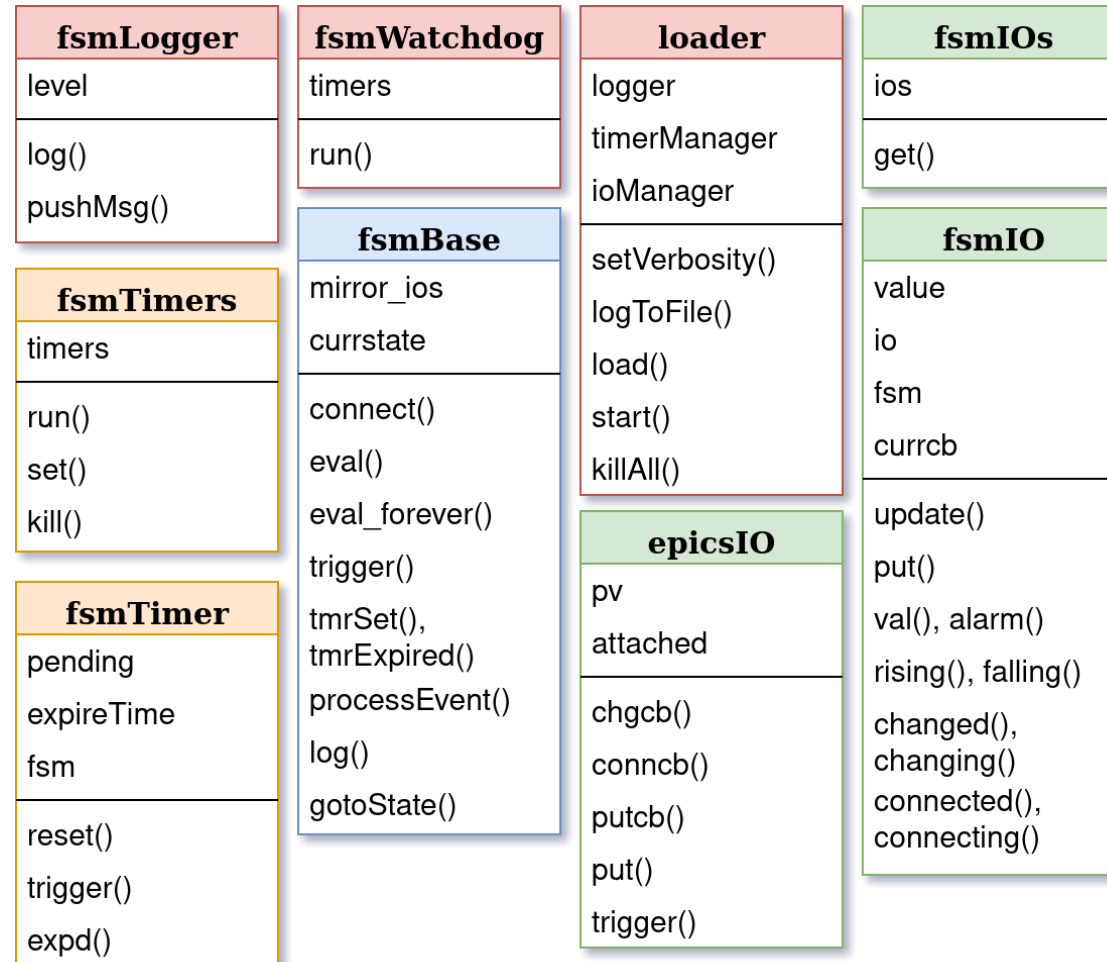 fsmLogger
level
log()
pushMsg()
fsmTimers
timers
run()
set()
kill()
fsmTimer
pending
expireTime
fsm
reset()
trigger()
expd()
fsmWatchdog
timers
run()
fsmBase
mirror_ios
currstate
connect()
eval()
eval_forever()
trigger()
tmrSet(),
tmrExpired()
processEvent()
log()
gotoState()
loader
logger
timerManager
ioManager
setVerbosity()
logToFile()
load()
start()
killAll()
epicsIO
pv
attached
chgcb()
conncb()
putcb()
put()
trigger()
fsmIOs
ios
get()
fsmIO
value
io
fsm
currcb
update()
put()
val(), alarm()
rising(), falling()
changed(),
changing()
connected(),
connecting()